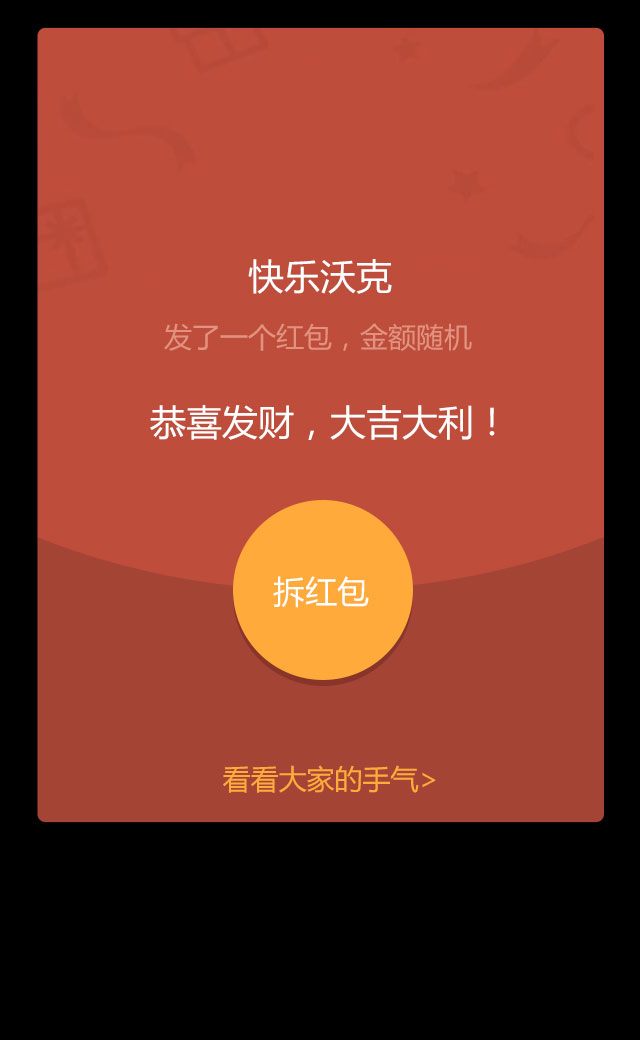 快乐沃克
发了一个红包，金额随机
恭喜发财，大吉大利！
拆红包
看看大家的手气>